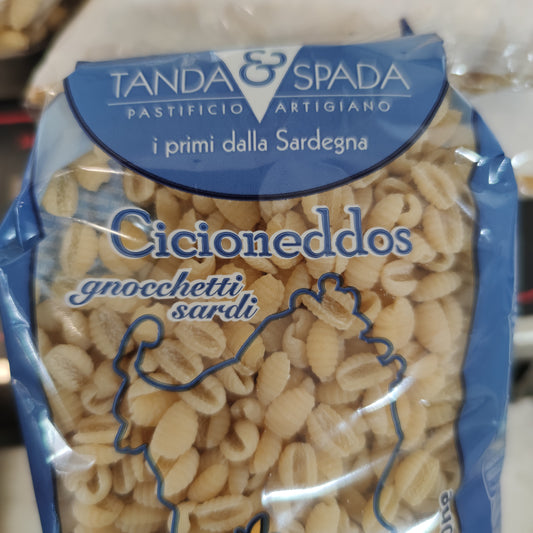 TANDA & SPADA
PASTIFICIO ARTIGIANO
i primi dalla Sardegna
Cicioneddos
gnocchetti
sardi